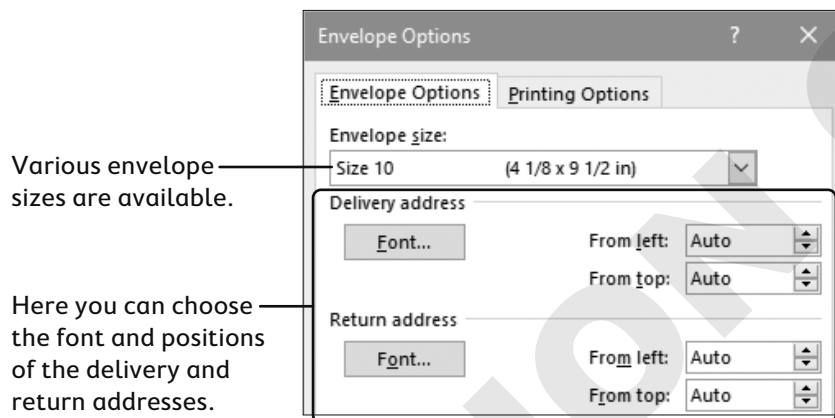 Envelope Options ? ×
Envelope Options Printing Options
Envelope size:
Size 10 (4 1/8 x 9 1/2 in)
Various envelope
sizes are available.
Delivery address
Font... From left: Auto
From top: Auto
Here you can choose
the font and positions
of the delivery and
return addresses.
Return address
Font... From left: Auto
From top: Auto